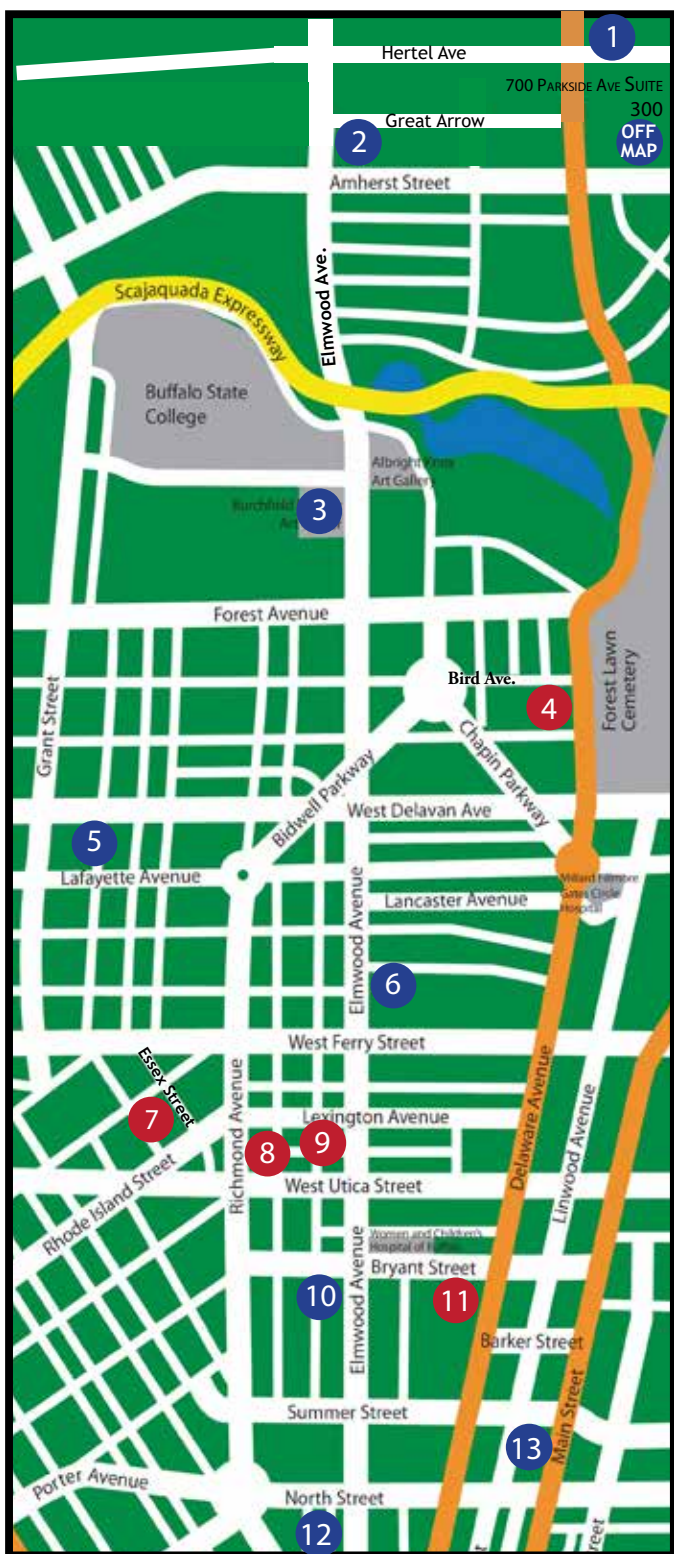 1
Hertel Ave
700 Parkside Ave Suite
300
Great Arrow
OFF
MAP
2
Amherst Street
Elmwood Ave.
Scajaquada Expressway
Buffalo State
College
Albright Knox
Art Gallery
Burchfield
Art
3
Forest Avenue
Bird Ave.
4
Forest Lawn
Cemetery
Grant Street
Chapin Parkway
Bidwell Parkway
West Delavan Ave
5
Lafayette Avenue
Millard Fillmore
Gates Circle
Hospital
Lancaster Avenue
Elmwood Avenue
6
West Ferry Street
Essex Street
7
Richmond Avenue
Lexington Avenue
8
9
Delaware Avenue
Linwood Avenue
Rhode Island Street
West Utica Street
Women and Children's
Hospital of Buffalo
Bryant Street
10
11
Elmwood Avenue
Barker Street
Summer Street
Main Street
13
Porter Avenue
North Street
12
t
reet